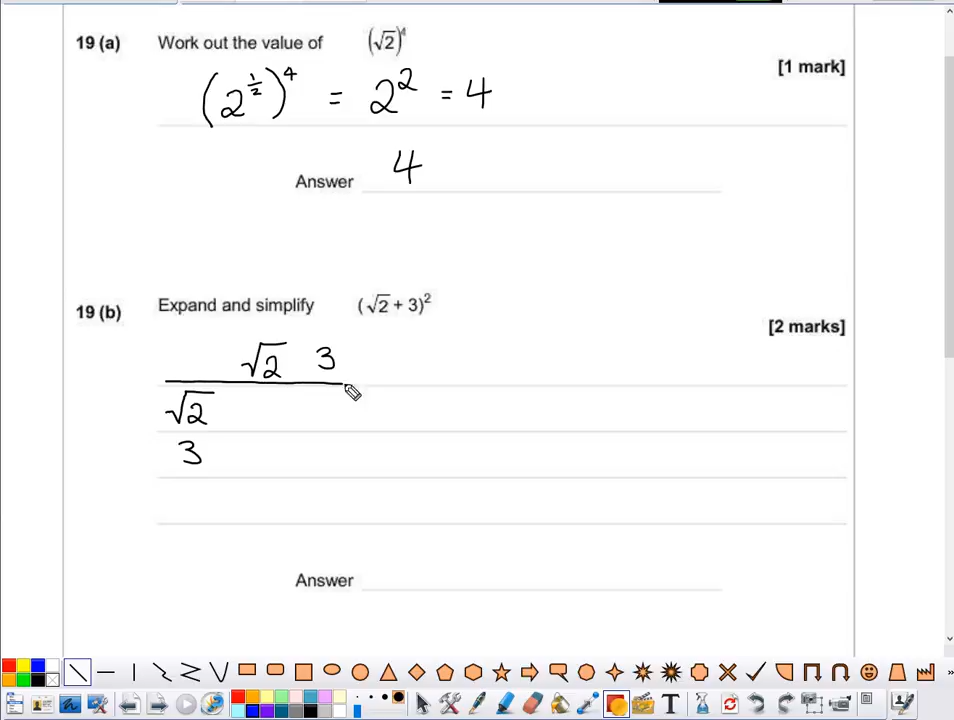 19 (a) Work out the value of (√2)⁴
[1 mark]
(2^½)⁴ = 2² = 4
Answer 4
19 (b) Expand and simplify (√2 + 3)²
[2 marks]
√2 3
√2
3
Answer